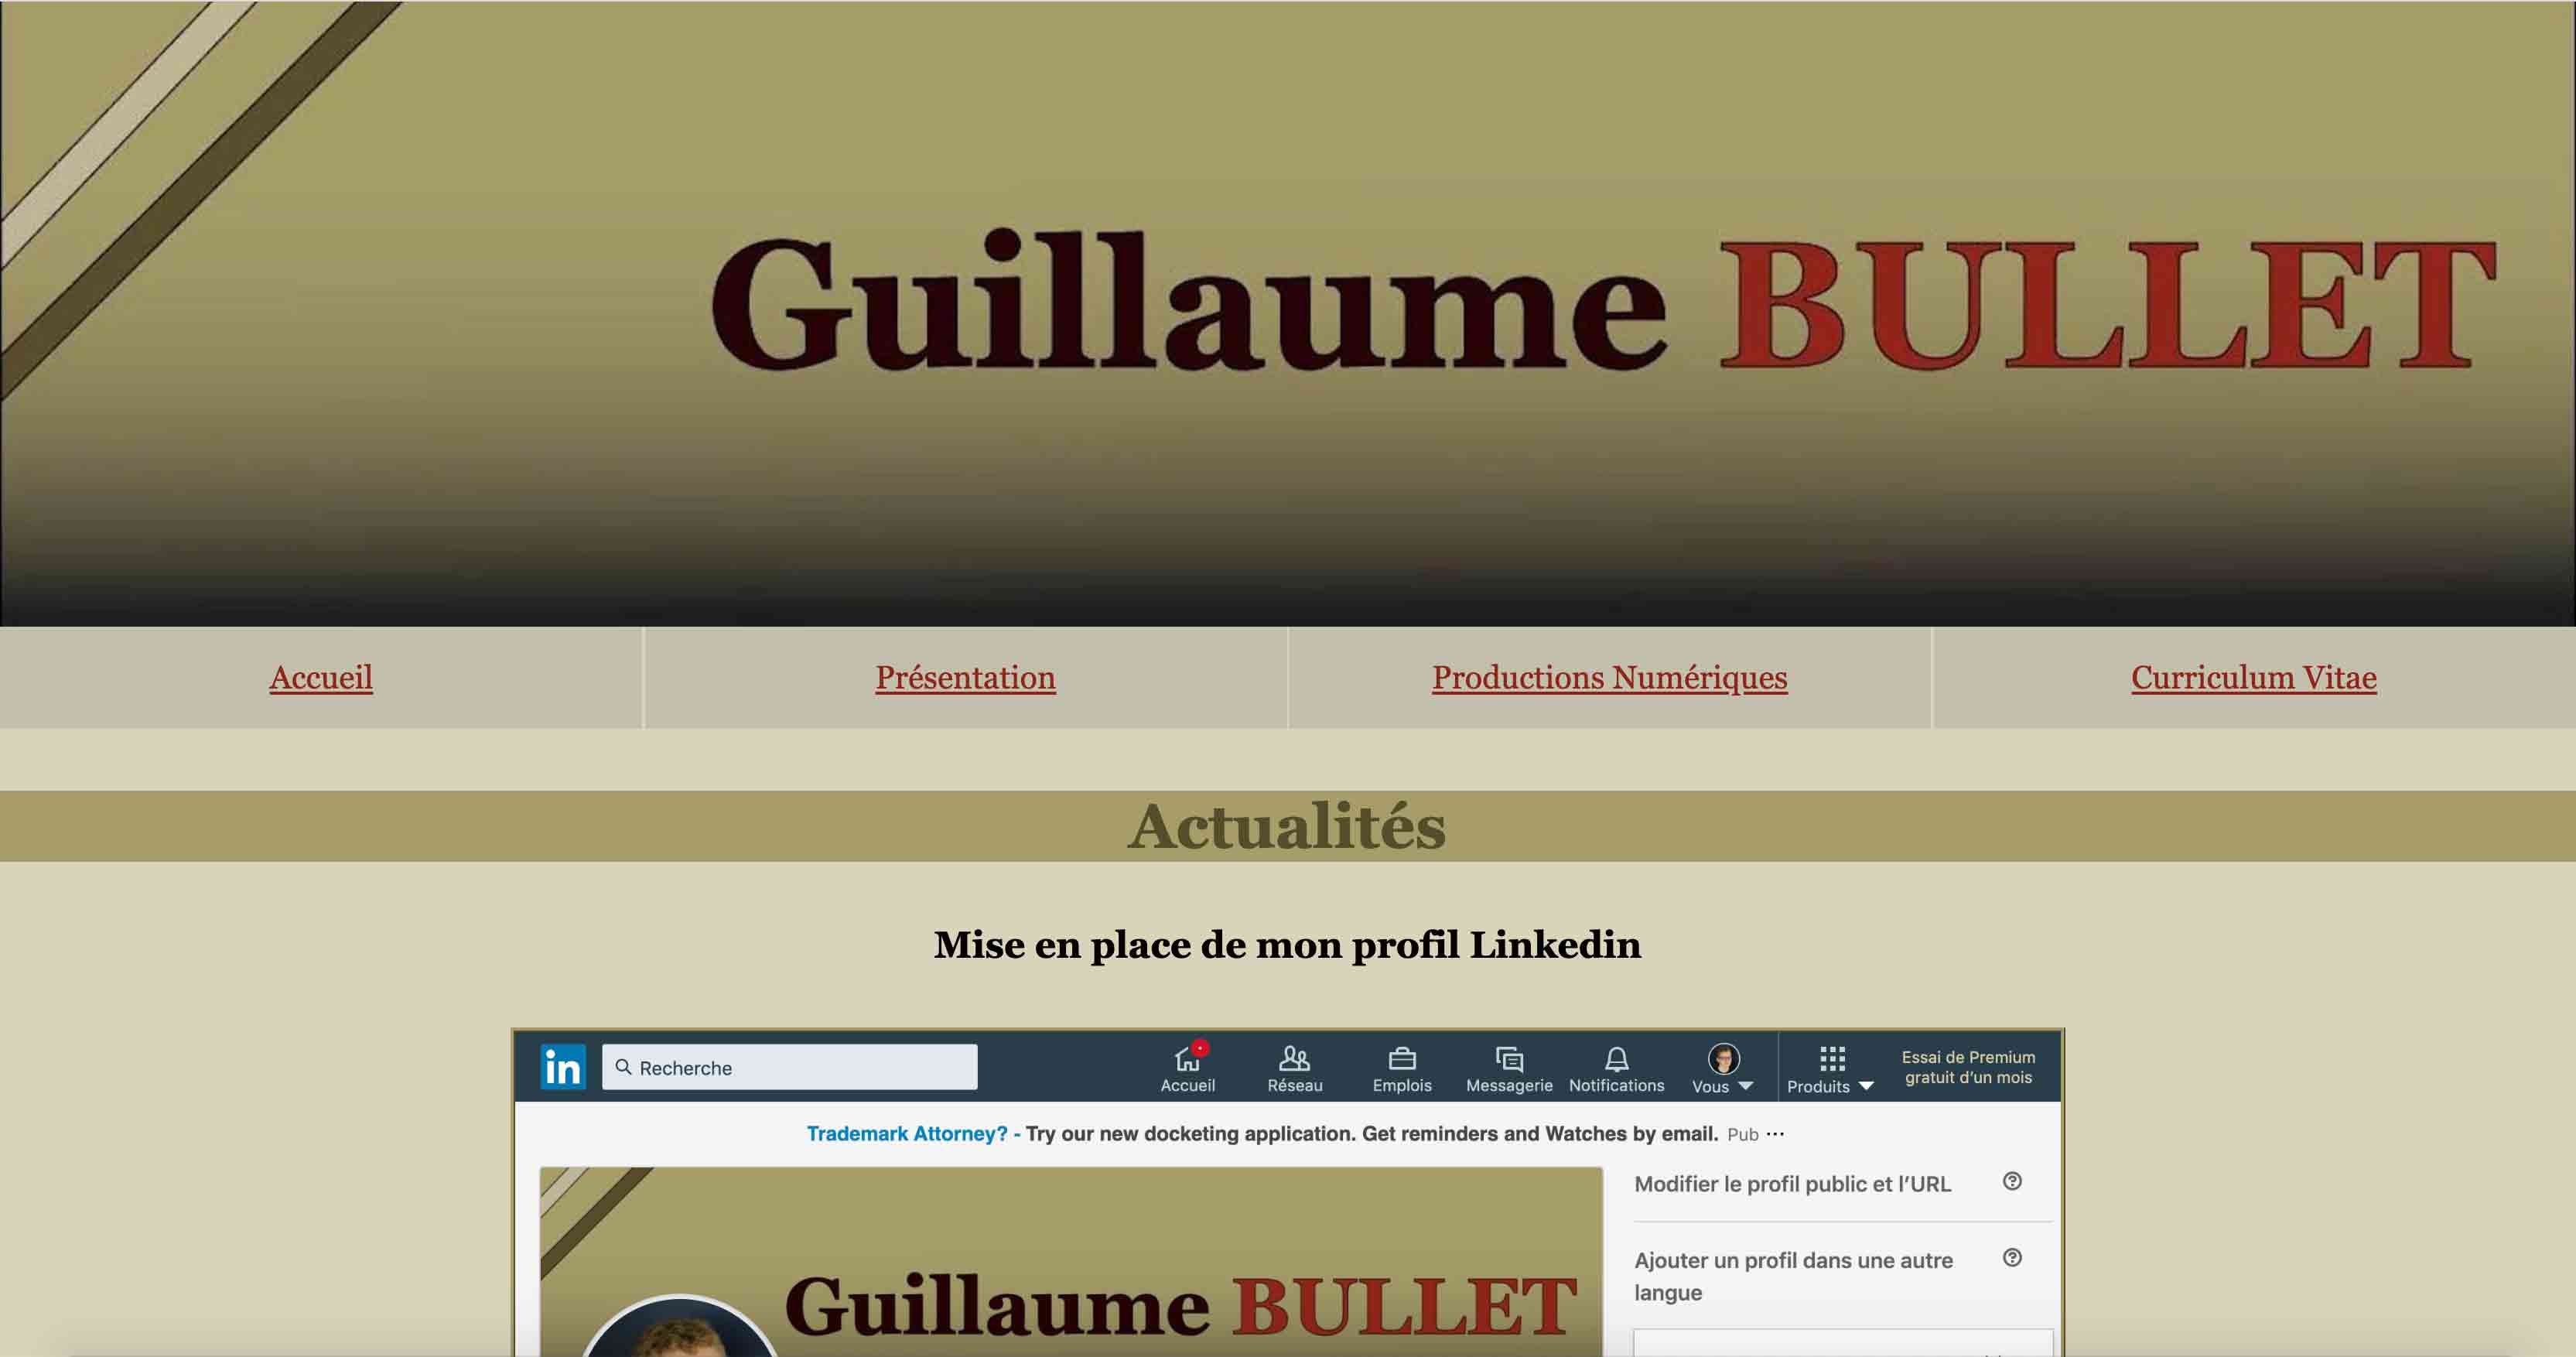 Guillaume BULLET
Accueil
Présentation
Productions Numériques
Curriculum Vitae
Actualités
Mise en place de mon profil Linkedin
in
Recherche
Accueil
Réseau
Emplois
Messagerie
Notifications
Vous
Produits
Essai de Premium
gratuit d'un mois
Trademark Attorney? - Try our new docketing application. Get reminders and Watches by email. Pub ···
Modifier le profil public et l'URL
Ajouter un profil dans une autre
langue
Guillaume BULLET